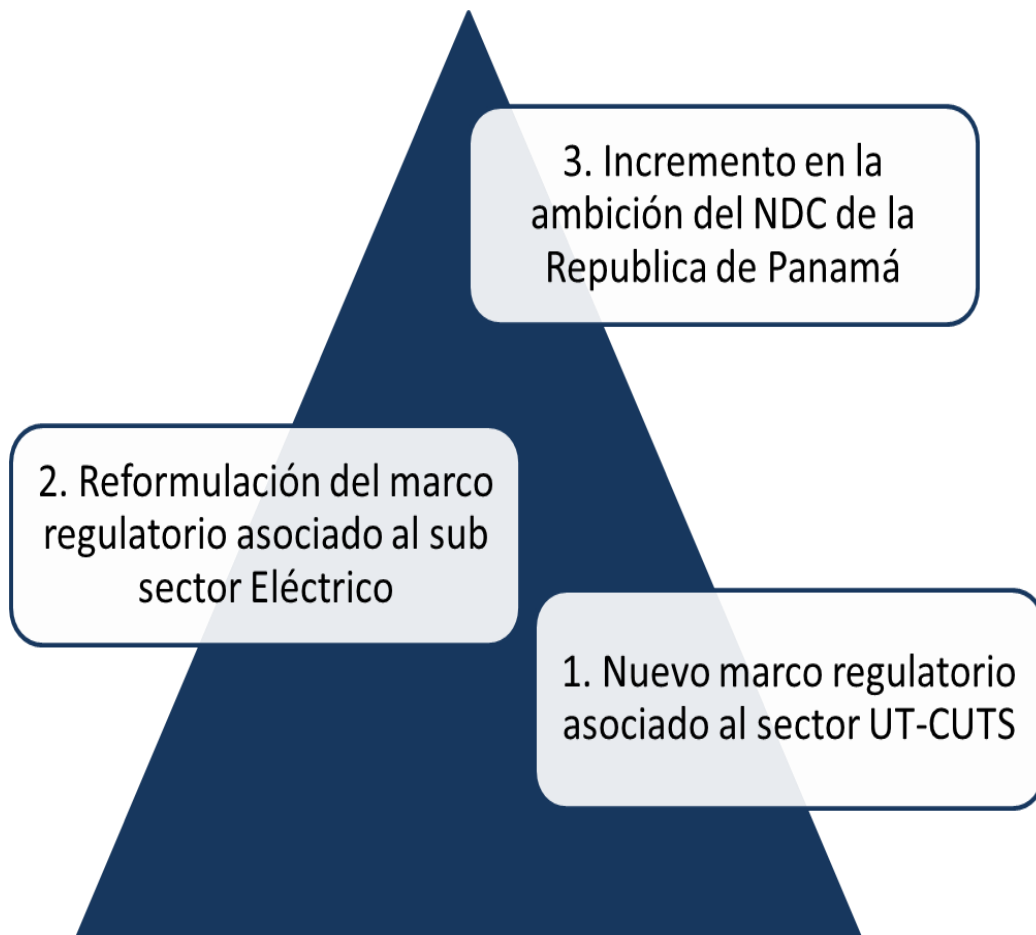 3. Incremento en la
ambición del NDC de la
Republica de Panamá
2. Reformulación del marco
regulatorio asociado al sub
sector Eléctrico
1. Nuevo marco regulatorio
asociado al sector UT-CUTS